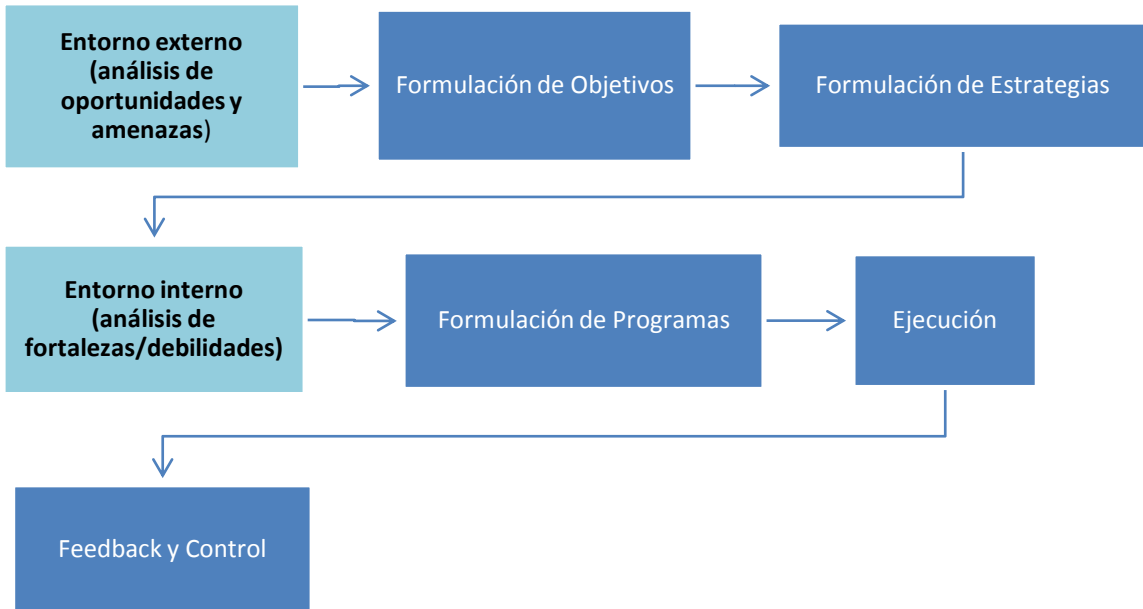 Entorno externo
(análisis de
oportunidades y
amenazas)
Formulación de Objetivos
Formulación de Estrategias
Entorno interno
(análisis de
fortalezas/debilidades)
Formulación de Programas
Ejecución
Feedback y Control